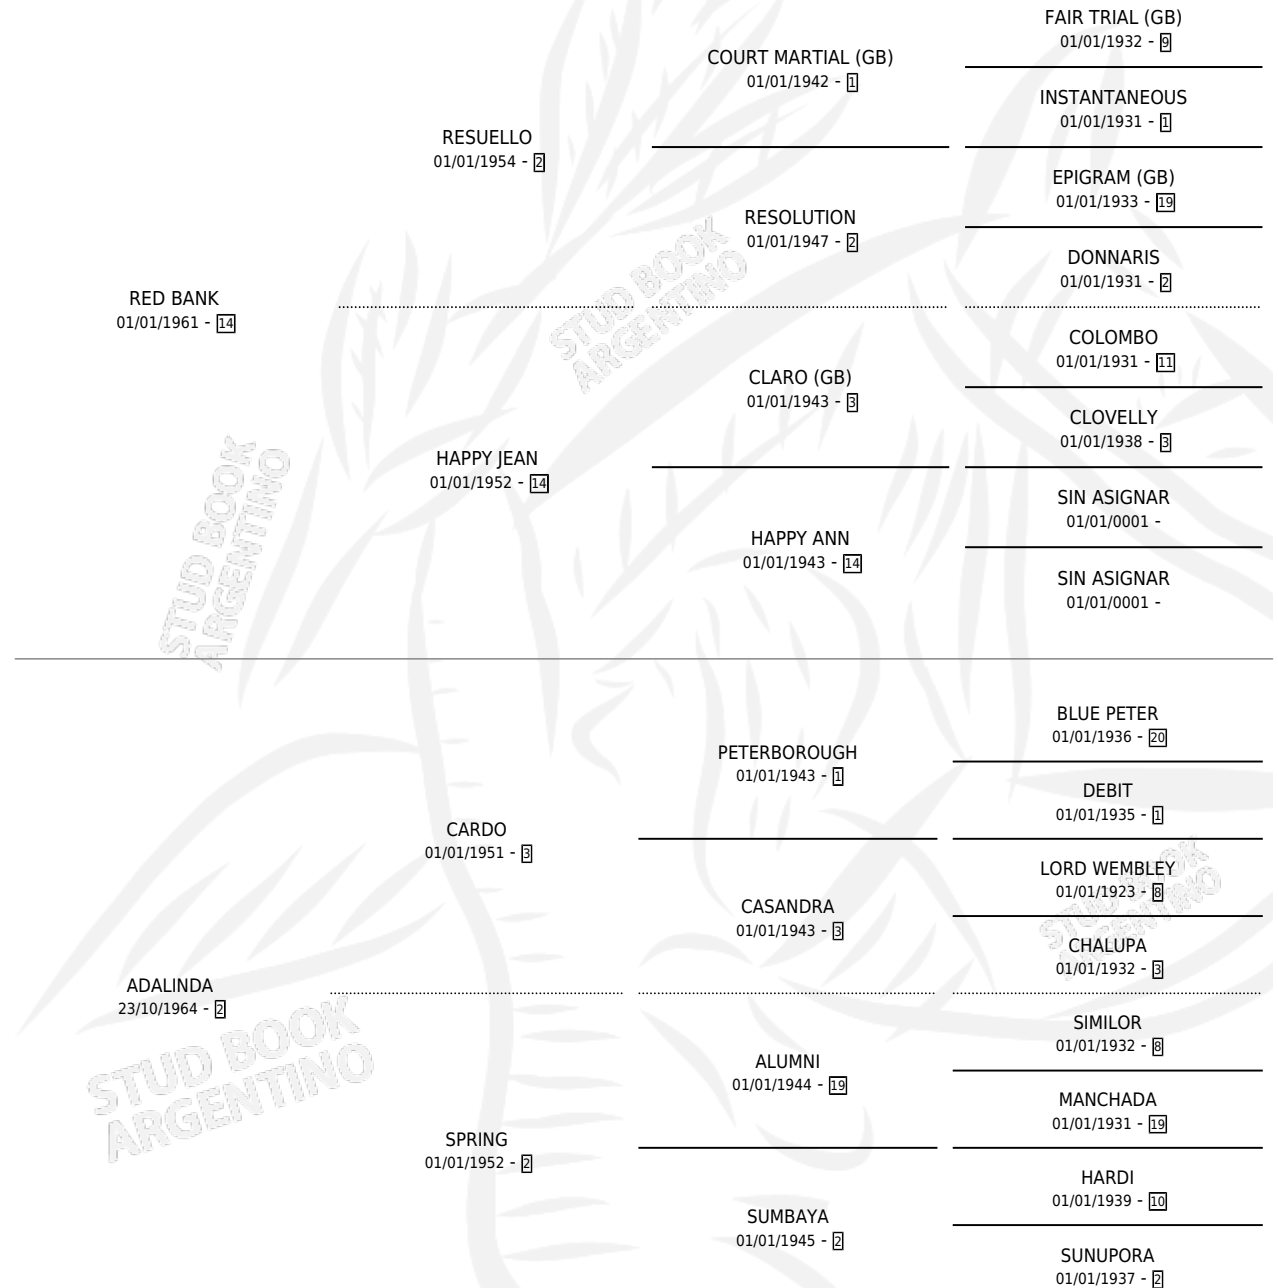 FAIR TRIAL (GB)
01/01/1932 - 9
COURT MARTIAL (GB)
01/01/1942 - 1
INSTANTANEOUS
01/01/1931 - 1
RESUELLO
01/01/1954 - 2
EPIGRAM (GB)
01/01/1933 - 19
RESOLUTION
01/01/1947 - 2
DONNARIS
01/01/1931 - 2
RED BANK
01/01/1961 - 14
COLOMBO
01/01/1931 - 11
CLARO (GB)
01/01/1943 - 3
CLOVELLY
01/01/1938 - 3
HAPPY JEAN
01/01/1952 - 14
SIN ASIGNAR
01/01/0001 -
HAPPY ANN
01/01/1943 - 14
SIN ASIGNAR
01/01/0001 -
BLUE PETER
01/01/1936 - 20
PETERBOROUGH
01/01/1943 - 1
DEBIT
01/01/1935 - 1
CARDO
01/01/1951 - 3
LORD WEMBLEY
01/01/1923 - 8
CASANDRA
01/01/1943 - 3
CHALUPA
01/01/1932 - 3
ADALINDA
23/10/1964 - 2
SIMILOR
01/01/1932 - 8
ALUMNI
01/01/1944 - 19
MANCHADA
01/01/1931 - 19
SPRING
01/01/1952 - 2
HARDI
01/01/1939 - 10
SUMBAYA
01/01/1945 - 2
SUNUPORA
01/01/1937 - 2
STUD BOOK
ARGENTINO
STUD BOOK
ARGENTINO
STUD BOOK
ARGENTINO
STUD BOOK
ARGENTINO